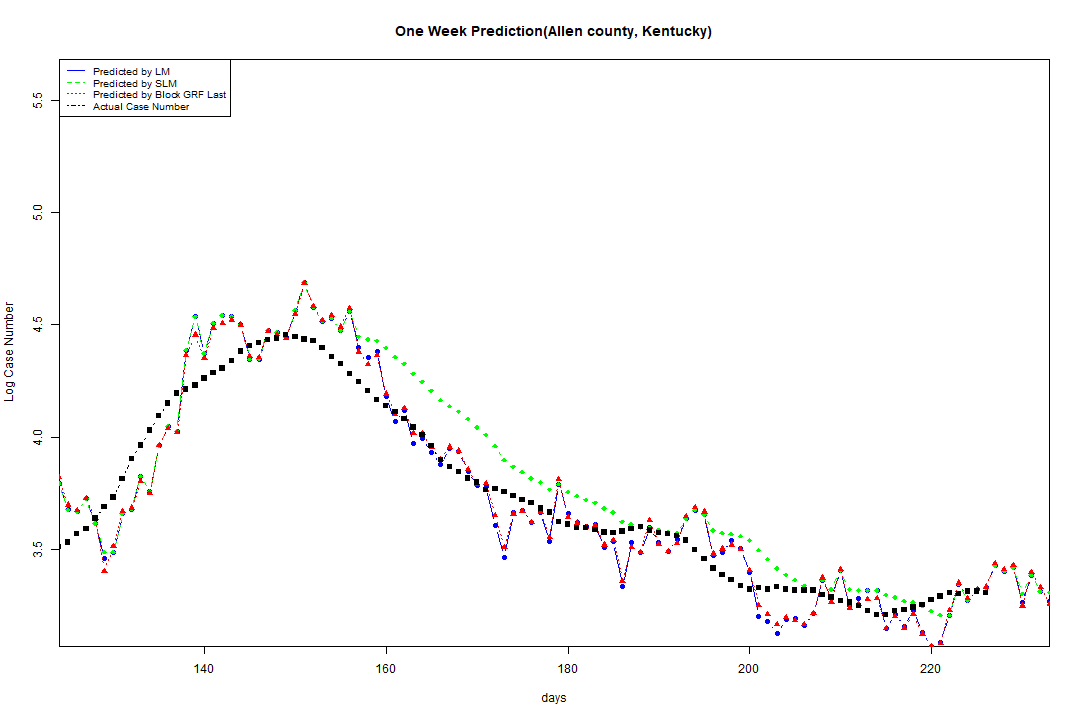 One Week Prediction(Allen county, Kentucky)
Predicted by LM
Predicted by SLM
Predicted by Block GRF Last
Actual Case Number
5.5
5.0
4.5
4.0
3.5
Log Case Number
140 160 180 200 220
days